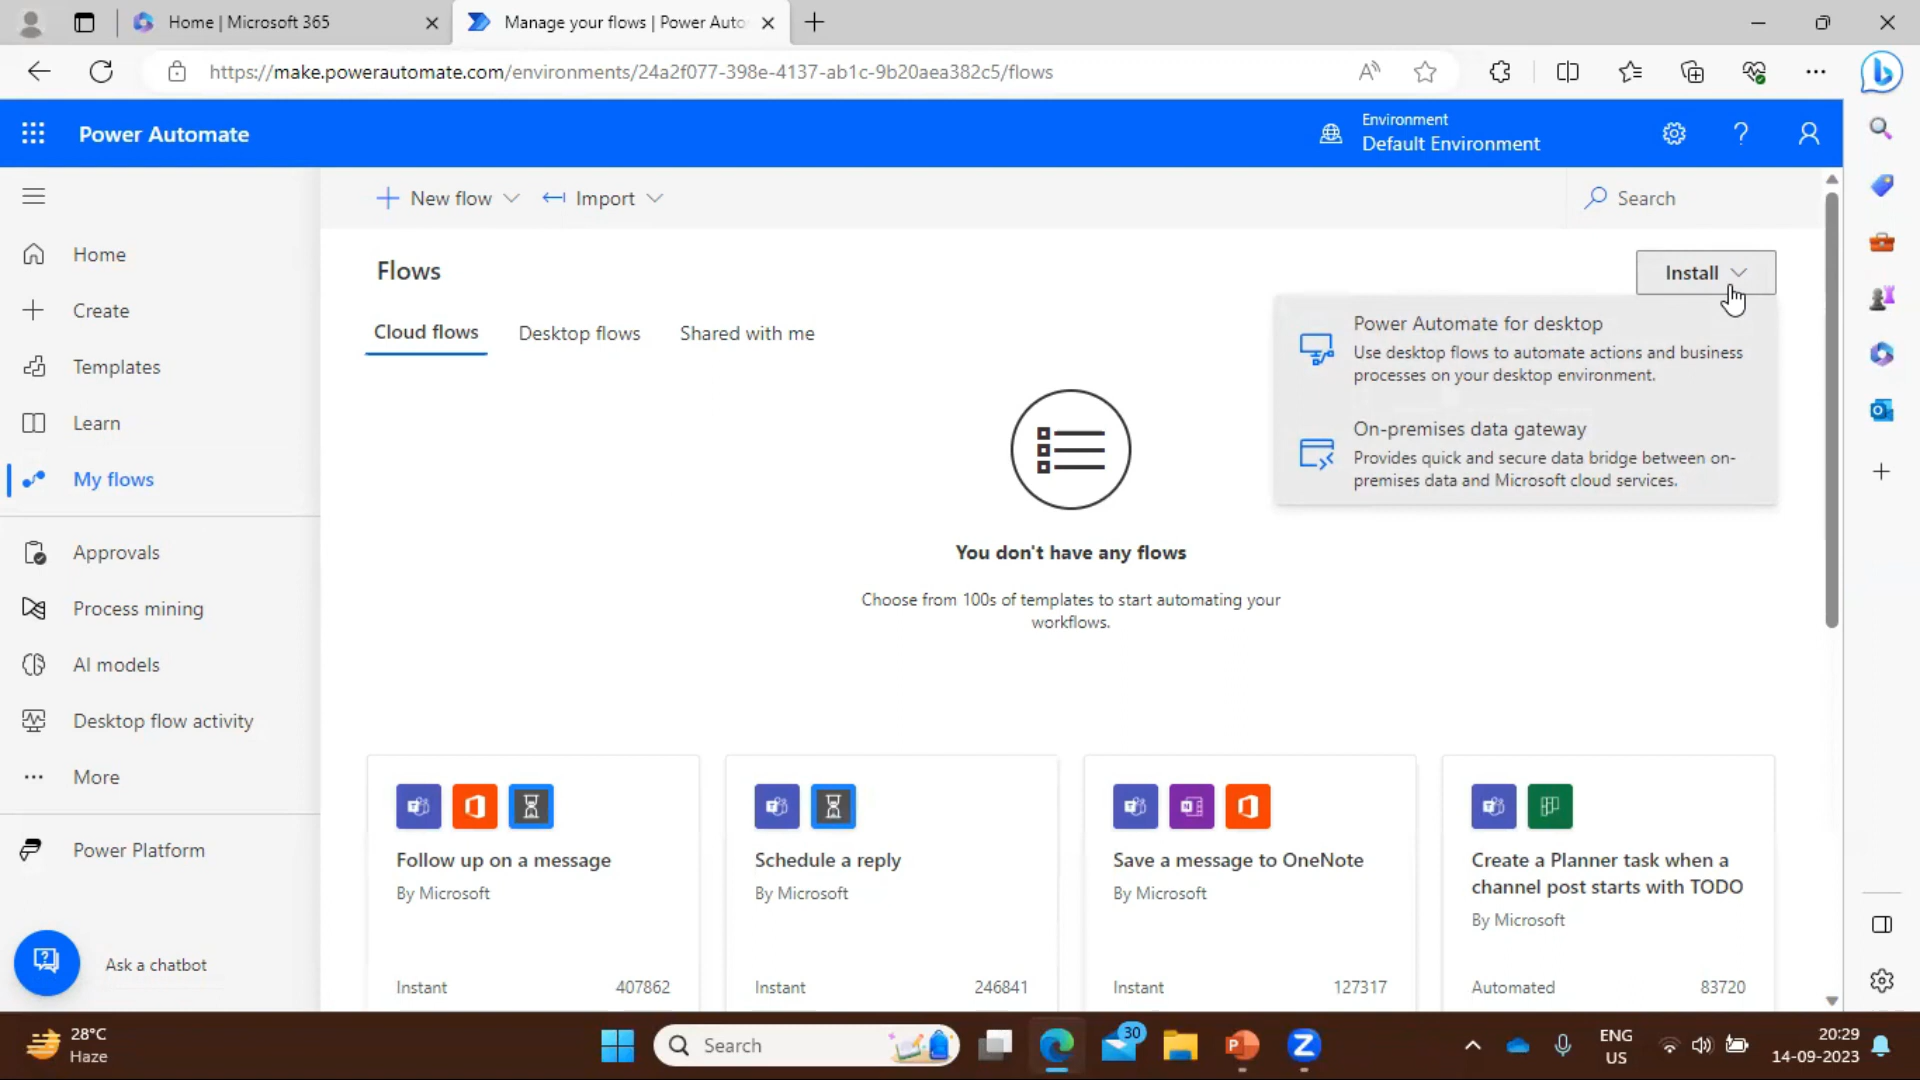 Home | Microsoft 365
Manage your flows | Power Auto
https://make.powerautomate.com/environments/24a2f077-398e-4137-ab1c-9b20aea382c5/flows
Power Automate
Environment
Default Environment
New flow
Import
Search
Home
Create
Templates
Learn
My flows
Approvals
Process mining
AI models
Desktop flow activity
More
Power Platform
Ask a chatbot
Flows
Install
Cloud flows
Desktop flows
Shared with me
Power Automate for desktop
Use desktop flows to automate actions and business
processes on your desktop environment.
On-premises data gateway
Provides quick and secure data bridge between on-
premises data and Microsoft cloud services.
You don't have any flows
Choose from 100s of templates to start automating your
workflows.
Follow up on a message
By Microsoft
Instant 407862
Schedule a reply
By Microsoft
Instant 246841
Save a message to OneNote
By Microsoft
Instant 127317
Create a Planner task when a
channel post starts with TODO
By Microsoft
Automated 83720
28°C
Haze
Search
30
ENG
US
20:29
14-09-2023